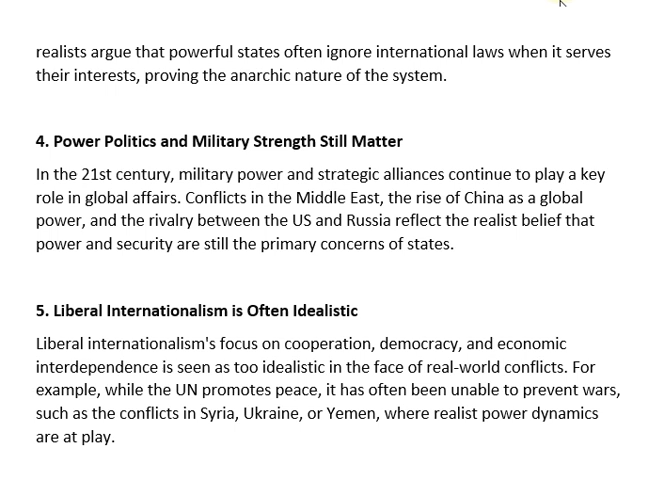 realists argue that powerful states often ignore international laws when it serves
their interests, proving the anarchic nature of the system.
4. Power Politics and Military Strength Still Matter
In the 21st century, military power and strategic alliances continue to play a key
role in global affairs. Conflicts in the Middle East, the rise of China as a global
power, and the rivalry between the US and Russia reflect the realist belief that
power and security are still the primary concerns of states.
5. Liberal Internationalism is Often Idealistic
Liberal internationalism's focus on cooperation, democracy, and economic
interdependence is seen as too idealistic in the face of real-world conflicts. For
example, while the UN promotes peace, it has often been unable to prevent wars,
such as the conflicts in Syria, Ukraine, or Yemen, where realist power dynamics
are at play.